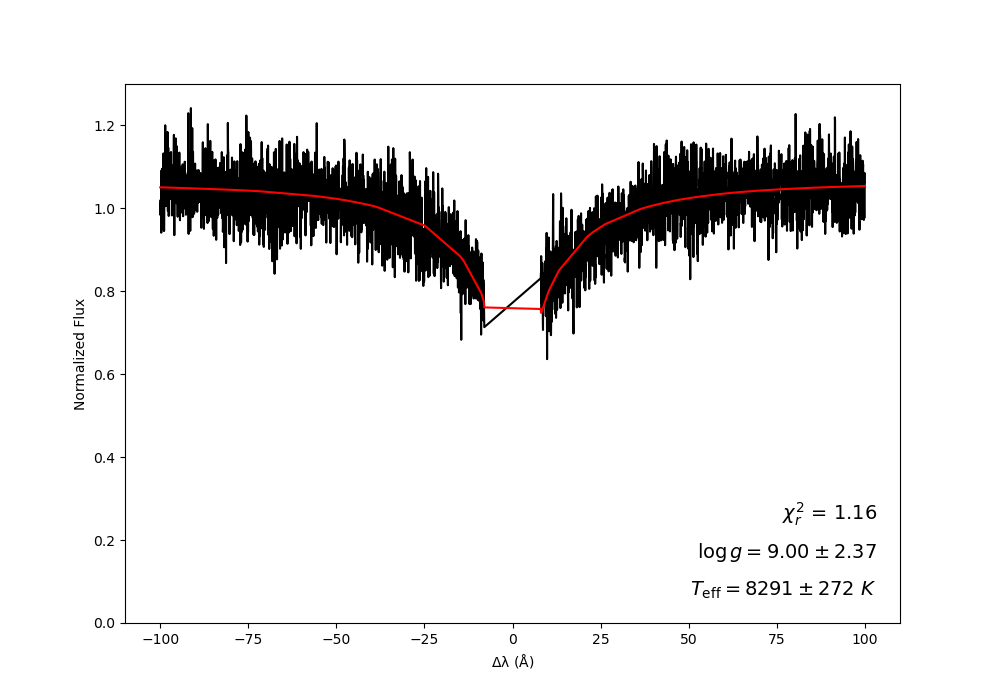 Normalized Flux
1.2
1.0
0.8
0.6
0.4
0.2
0.0
χ²ᵣ = 1.16
log g = 9.00 ± 2.37
T_eff = 8291 ± 272 K
−100 −75 −50 −25 0 25 50 75 100
Δλ (Å)